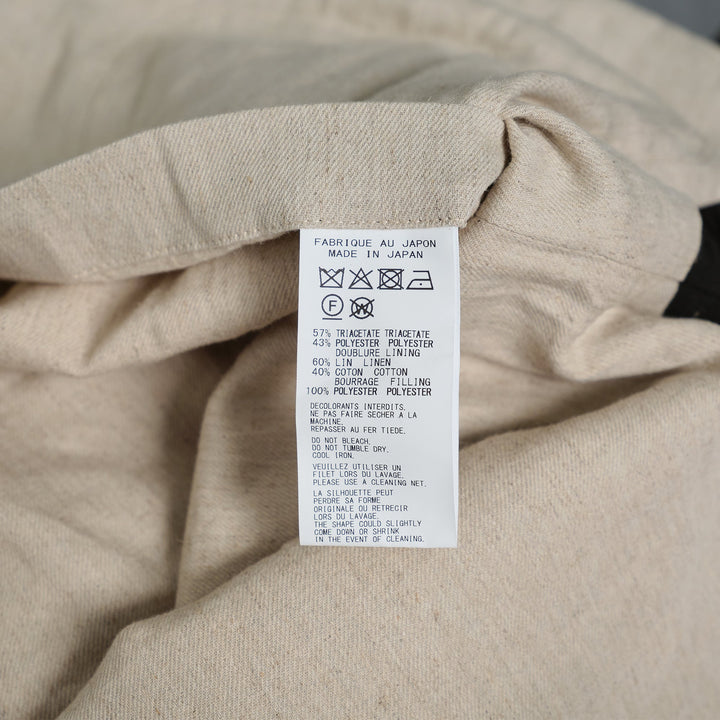 FABRIQUE AU JAPON
MADE IN JAPAN
F W
57% TRIACETATE TRIACETATE
43% POLYESTER POLYESTER
DOUBLURE LINING
60% LIN LINEN
40% COTON COTTON
BOURRAGE FILLING
100% POLYESTER POLYESTER
DECOLORANTS INTERDITS.
NE PAS FAIRE SECHER A LA
MACHINE.
REPASSER AU FER TIEDE.
DO NOT BLEACH.
DO NOT TUMBLE DRY.
COOL IRON.
VEUILLEZ UTILISER UN
FILET LORS DU LAVAGE.
PLEASE USE A CLEANING NET.
LA SILHOUETTE PEUT
PERDRE SA FORME
ORIGINALE OU RETRECIR
LORS DU LAVAGE.
THE SHAPE COULD SLIGHTLY
COME DOWN OR SHRINK
IN THE EVENT OF CLEANING.